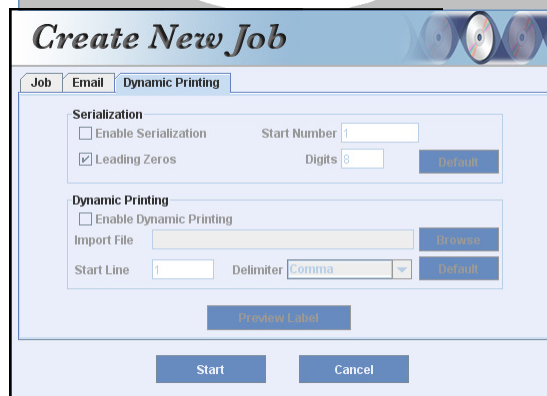 Create New Job
Job Email Dynamic Printing
Serialization
Enable Serialization Start Number 1
Leading Zeros Digits 8 Default
Dynamic Printing
Enable Dynamic Printing
Import File Browse
Start Line 1 Delimiter Comma Default
Preview Label
Start Cancel